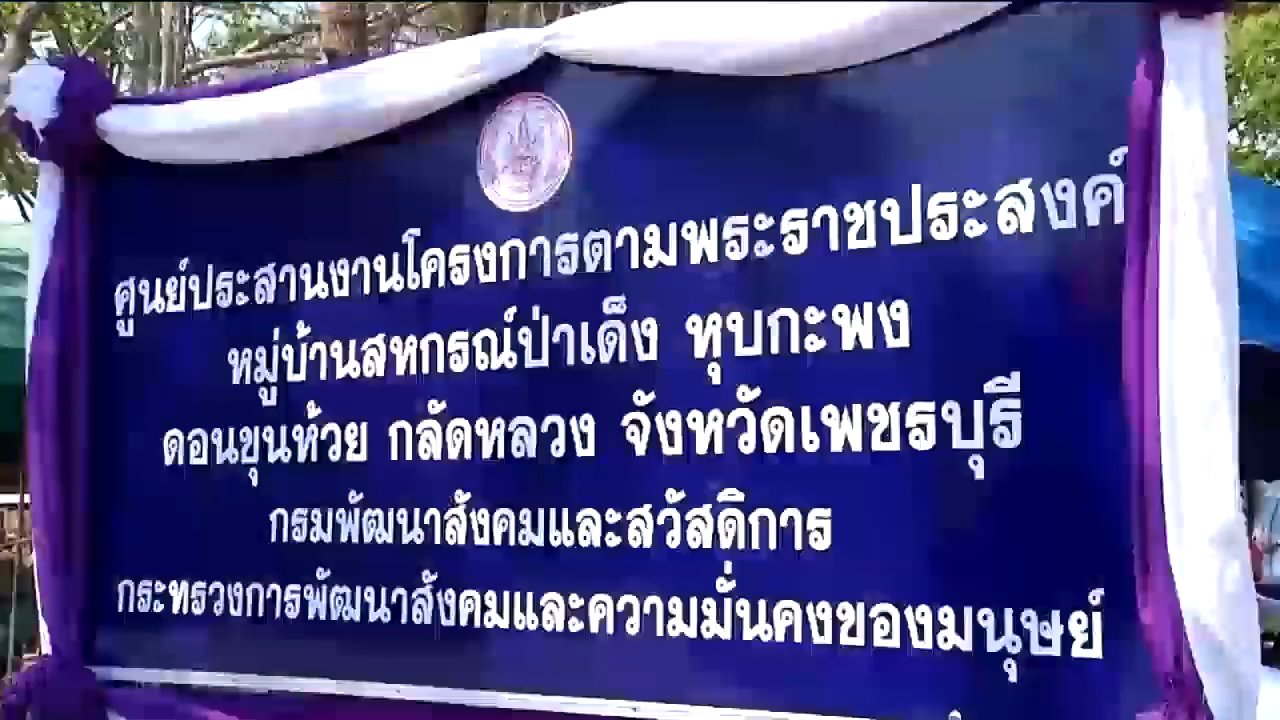 ศูนย์ประสานงานโครงการตามพระราชประสงค์
หมู่บ้านสหกรณ์ป่าเด็ง หุบกะพง
ดอนขุนห้วย กลัดหลวง จังหวัดเพชรบุรี
กรมพัฒนาสังคมและสวัสดิการ
กระทรวงการพัฒนาสังคมและความมั่นคงของมนุษย์